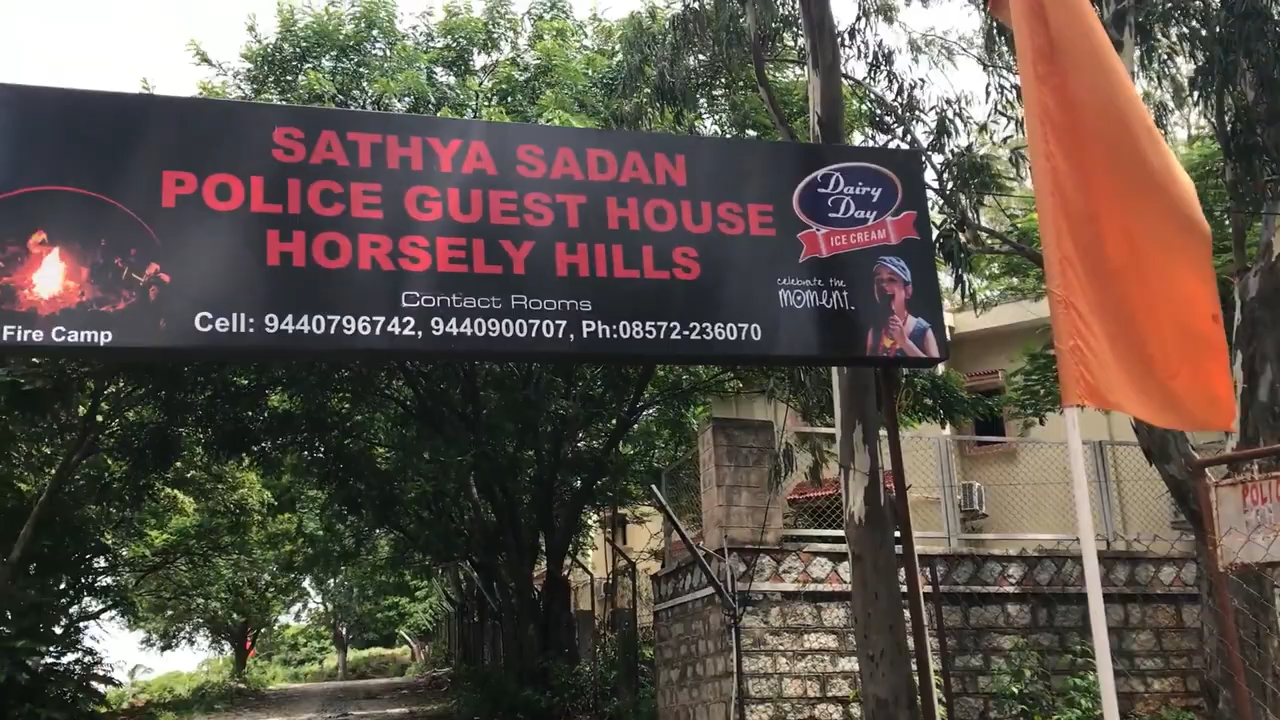 SATHYA SADAN
POLICE GUEST HOUSE
HORSELY HILLS
Contact Rooms
Cell: 9440796742, 9440900707, Ph:08572-236070
Fire Camp
Dairy
Day
ICE CREAM
celebrate the
moment.